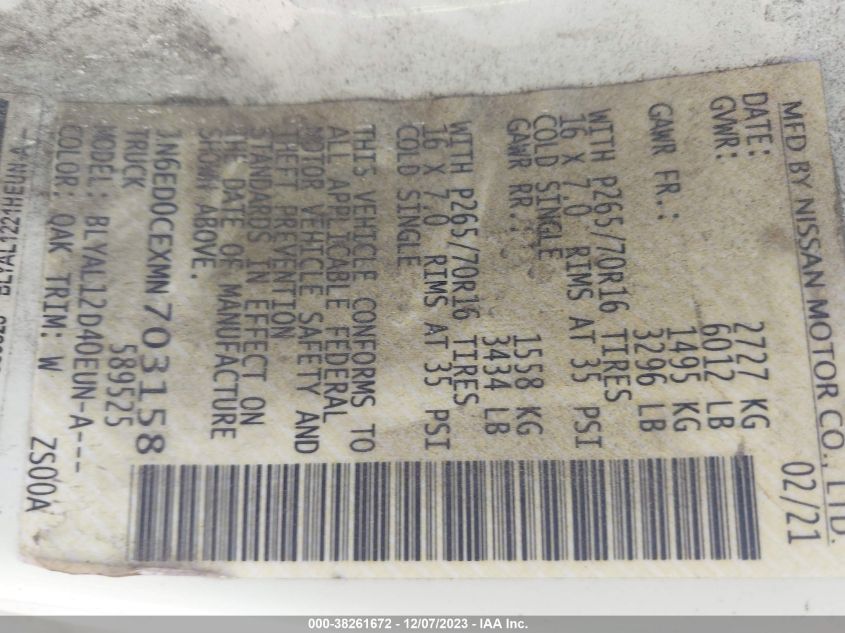 MFD BY NISSAN MOTOR CO., LTD.
DATE: 02/21
GVWR: 2727 KG
6012 LB
GAWR FR.: 1495 KG
3296 LB
WITH P265/70R16 TIRES
16 X 7.0 RIMS AT 35 PSI
COLD SINGLE
GAWR RR.: 1558 KG
3434 LB
WITH P265/70R16 TIRES
16 X 7.0 RIMS AT 35 PSI
COLD SINGLE
THIS VEHICLE CONFORMS TO
ALL APPLICABLE FEDERAL
MOTOR VEHICLE SAFETY AND
THEFT PREVENTION
STANDARDS IN EFFECT ON
THE DATE OF MANUFACTURE
SHOWN ABOVE.
1N6ED0CEXMN703158
TRUCK 589525
MODEL: BLYAL12D40EUN-A---
COLOR: QAK TRIM: W ZS00A
BLYAL1221HEUN-A--
000-38261672 - 12/07/2023 - IAA Inc.